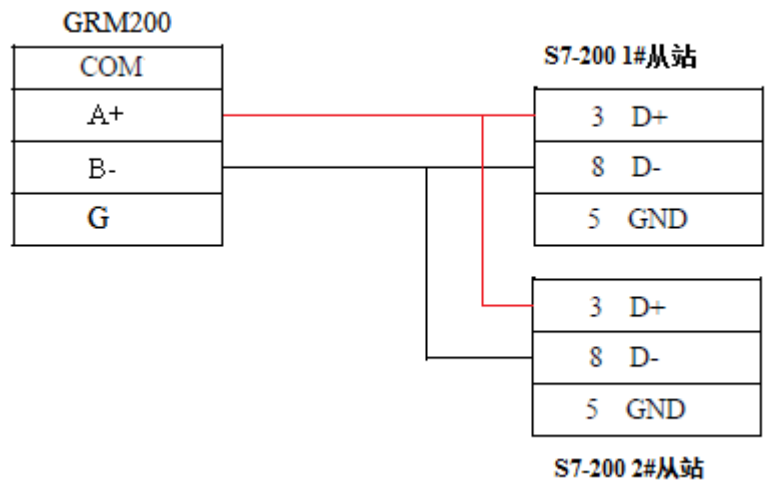 GRM200
COM
A+
B-
G
S7-200 1#从站
3 D+
8 D-
5 GND
3 D+
8 D-
5 GND
S7-200 2#从站